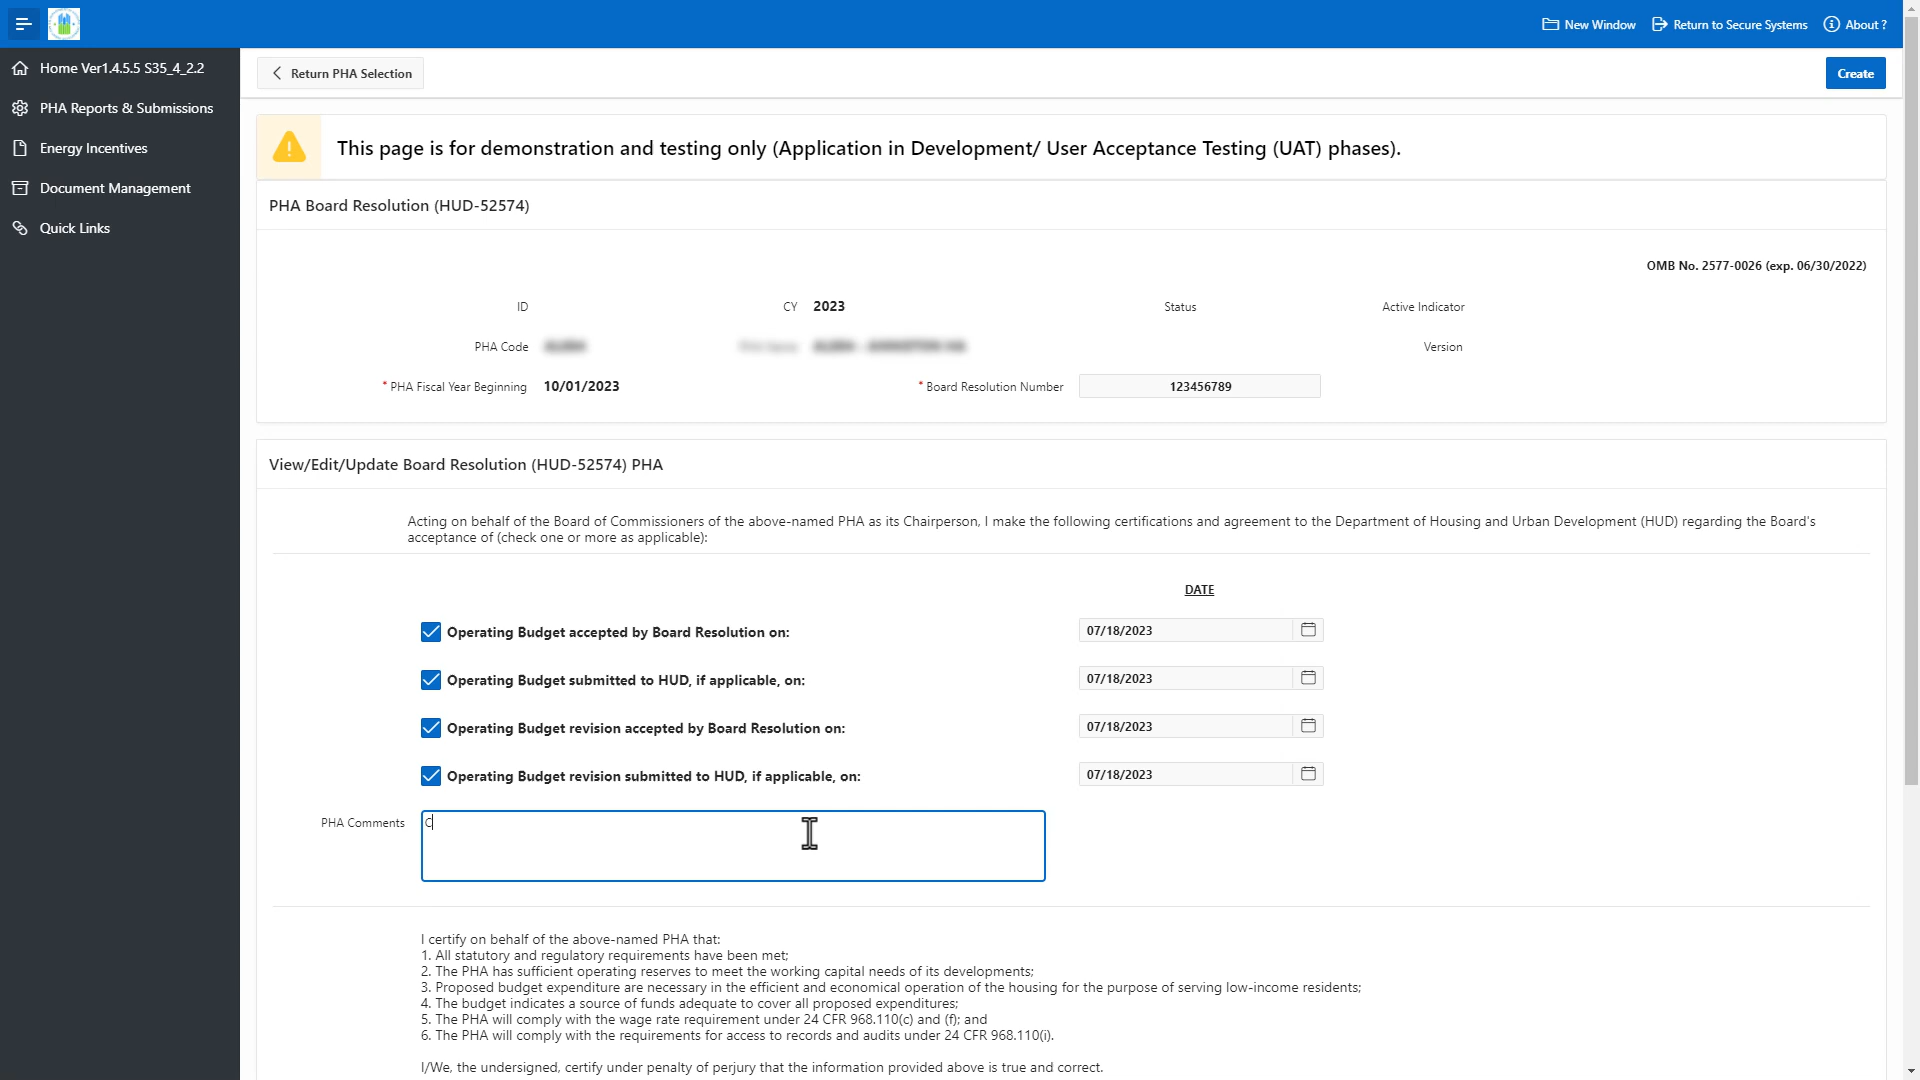 New Window
Return to Secure Systems
About ?
Home Ver1.4.5.5 S35_4_2.2
PHA Reports & Submissions
Energy Incentives
Document Management
Quick Links
Return PHA Selection
Create
This page is for demonstration and testing only (Application in Development/ User Acceptance Testing (UAT) phases).
PHA Board Resolution (HUD-52574)
OMB No. 2577-0026 (exp. 06/30/2022)
ID
CY 2023
Status
Active Indicator
PHA Code
Version
* PHA Fiscal Year Beginning 10/01/2023
* Board Resolution Number 123456789
View/Edit/Update Board Resolution (HUD-52574) PHA
Acting on behalf of the Board of Commissioners of the above-named PHA as its Chairperson, I make the following certifications and agreement to the Department of Housing and Urban Development (HUD) regarding the Board's
acceptance of (check one or more as applicable):
DATE
Operating Budget accepted by Board Resolution on: 07/18/2023
Operating Budget submitted to HUD, if applicable, on: 07/18/2023
Operating Budget revision accepted by Board Resolution on: 07/18/2023
Operating Budget revision submitted to HUD, if applicable, on: 07/18/2023
PHA Comments C
I certify on behalf of the above-named PHA that:
1. All statutory and regulatory requirements have been met;
2. The PHA has sufficient operating reserves to meet the working capital needs of its developments;
3. Proposed budget expenditure are necessary in the efficient and economical operation of the housing for the purpose of serving low-income residents;
4. The budget indicates a source of funds adequate to cover all proposed expenditures;
5. The PHA will comply with the wage rate requirement under 24 CFR 968.110(c) and (f); and
6. The PHA will comply with the requirements for access to records and audits under 24 CFR 968.110(i).
I/We, the undersigned, certify under penalty of perjury that the information provided above is true and correct.